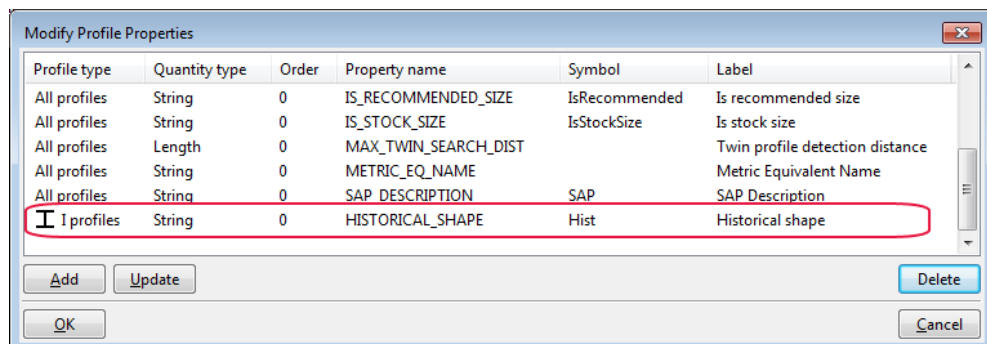 Modify Profile Properties
Profile type Quantity type Order Property name Symbol Label
All profiles String 0 IS_RECOMMENDED_SIZE IsRecommended Is recommended size
All profiles String 0 IS_STOCK_SIZE IsStockSize Is stock size
All profiles Length 0 MAX_TWIN_SEARCH_DIST Twin profile detection distance
All profiles String 0 METRIC_EQ_NAME Metric Equivalent Name
All profiles String 0 SAP_DESCRIPTION SAP SAP Description
I profiles String 0 HISTORICAL_SHAPE Hist Historical shape
Add Update Delete
OK Cancel